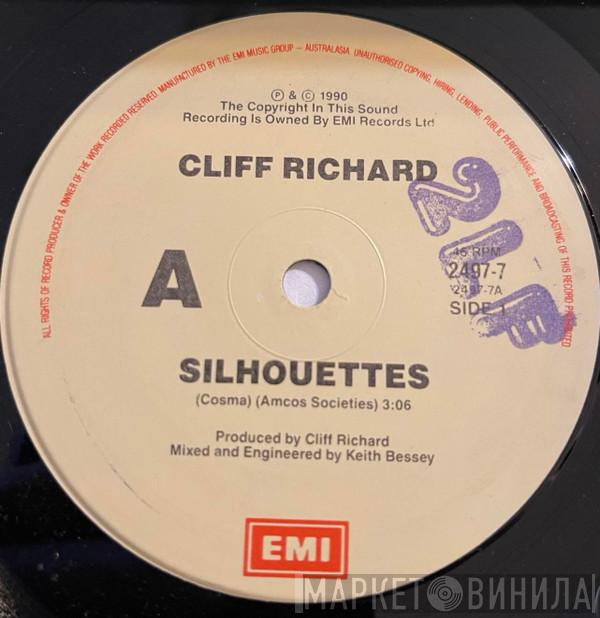 ALL RIGHTS OF RECORD PRODUCER & OWNER OF THE WORK RECORDED RESERVED. MANUFACTURED BY THE EMI MUSIC GROUP – AUSTRALASIA. UNAUTHORISED COPYING, HIRING, LENDING, PUBLIC PERFORMANCE AND BROADCASTING OF THIS RECORD PROHIBITED
℗ & © 1990
The Copyright In This Sound
Recording Is Owned By EMI Records Ltd
CLIFF RICHARD
A
45 RPM
2497-7
2497-7A
SIDE 1
SILHOUETTES
(Cosma) (Amcos Societies) 3:06
Produced by Cliff Richard
Mixed and Engineered by Keith Bessey
EMI
МАРКЕТ ВИНИЛА